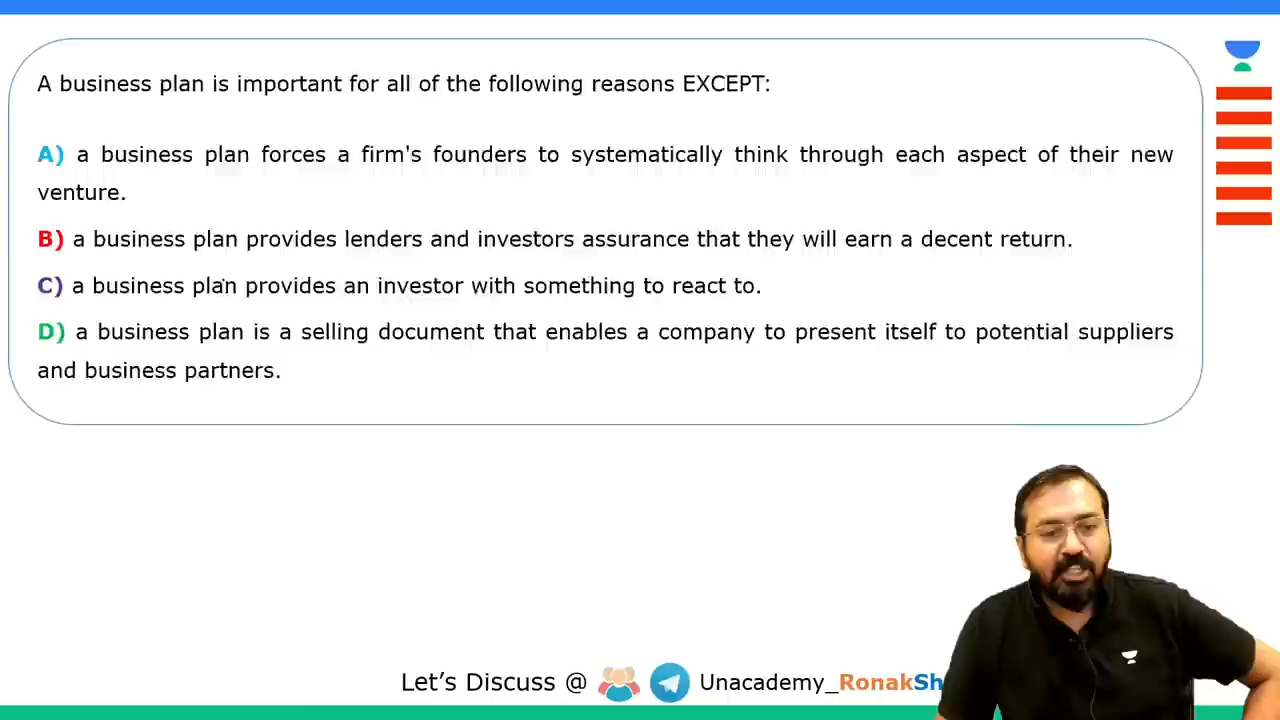 A business plan is important for all of the following reasons EXCEPT:
A) a business plan forces a firm's founders to systematically think through each aspect of their new
venture.
B) a business plan provides lenders and investors assurance that they will earn a decent return.
C) a business plan provides an investor with something to react to.
D) a business plan is a selling document that enables a company to present itself to potential suppliers
and business partners.
Let's Discuss @ Unacademy_RonakSh